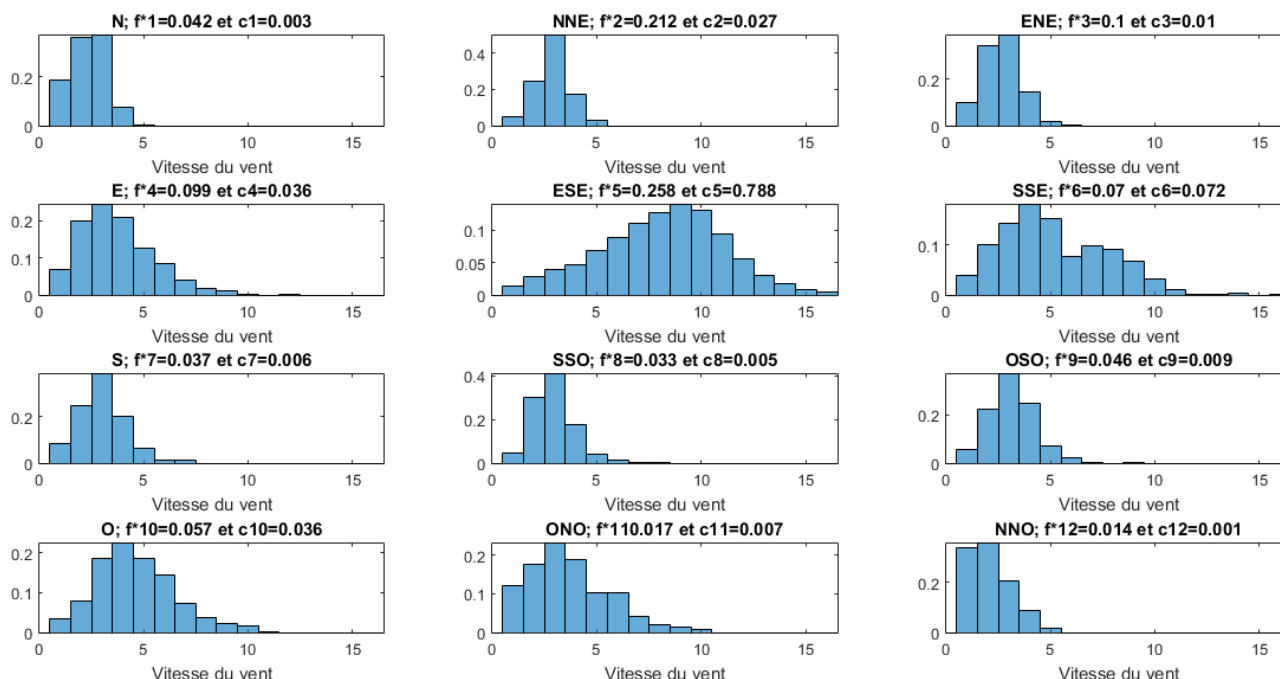 N; f*1=0.042 et c1=0.003
0.2
0
0 5 10 15
Vitesse du vent
NNE; f*2=0.212 et c2=0.027
0.4
0.2
0
0 5 10 15
Vitesse du vent
ENE; f*3=0.1 et c3=0.01
0.2
0
0 5 10 15
Vitesse du vent
E; f*4=0.099 et c4=0.036
0.2
0.1
0
0 5 10 15
Vitesse du vent
ESE; f*5=0.258 et c5=0.788
0.1
0.05
0
0 5 10 15
Vitesse du vent
SSE; f*6=0.07 et c6=0.072
0.1
0
0 5 10 15
Vitesse du vent
S; f*7=0.037 et c7=0.006
0.2
0
0 5 10 15
Vitesse du vent
SSO; f*8=0.033 et c8=0.005
0.4
0.2
0
0 5 10 15
Vitesse du vent
OSO; f*9=0.046 et c9=0.009
0.2
0
0 5 10 15
Vitesse du vent
O; f*10=0.057 et c10=0.036
0.2
0.1
0
0 5 10 15
Vitesse du vent
ONO; f*110.017 et c11=0.007
0.2
0.1
0
0 5 10 15
Vitesse du vent
NNO; f*12=0.014 et c12=0.001
0.2
0
0 5 10 15
Vitesse du vent